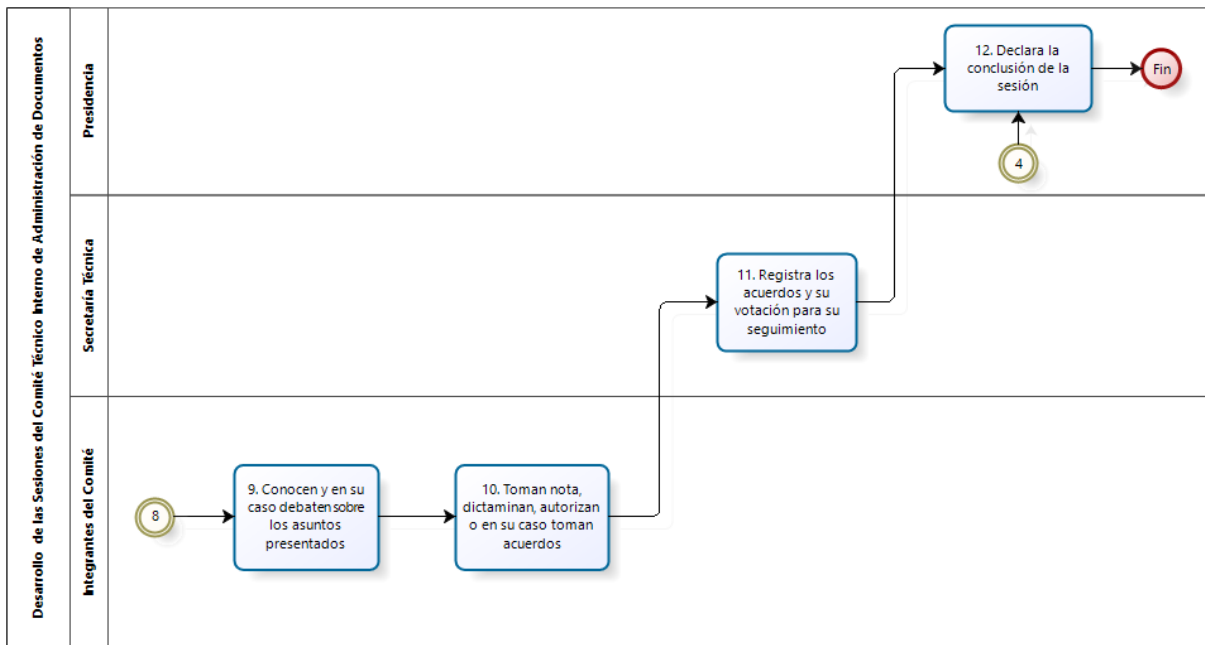 Desarrollo de las Sesiones del Comité Técnico Interno de Administración de Documentos
Presidencia
12. Declara la
conclusión de la
sesión
Fin
4
Secretaría Técnica
11. Registra los
acuerdos y su
votación para su
seguimiento
Integrantes del Comité
8
9. Conocen y en su
caso debaten sobre
los asuntos
presentados
10. Toman nota,
dictaminan, autorizan
o en su caso toman
acuerdos